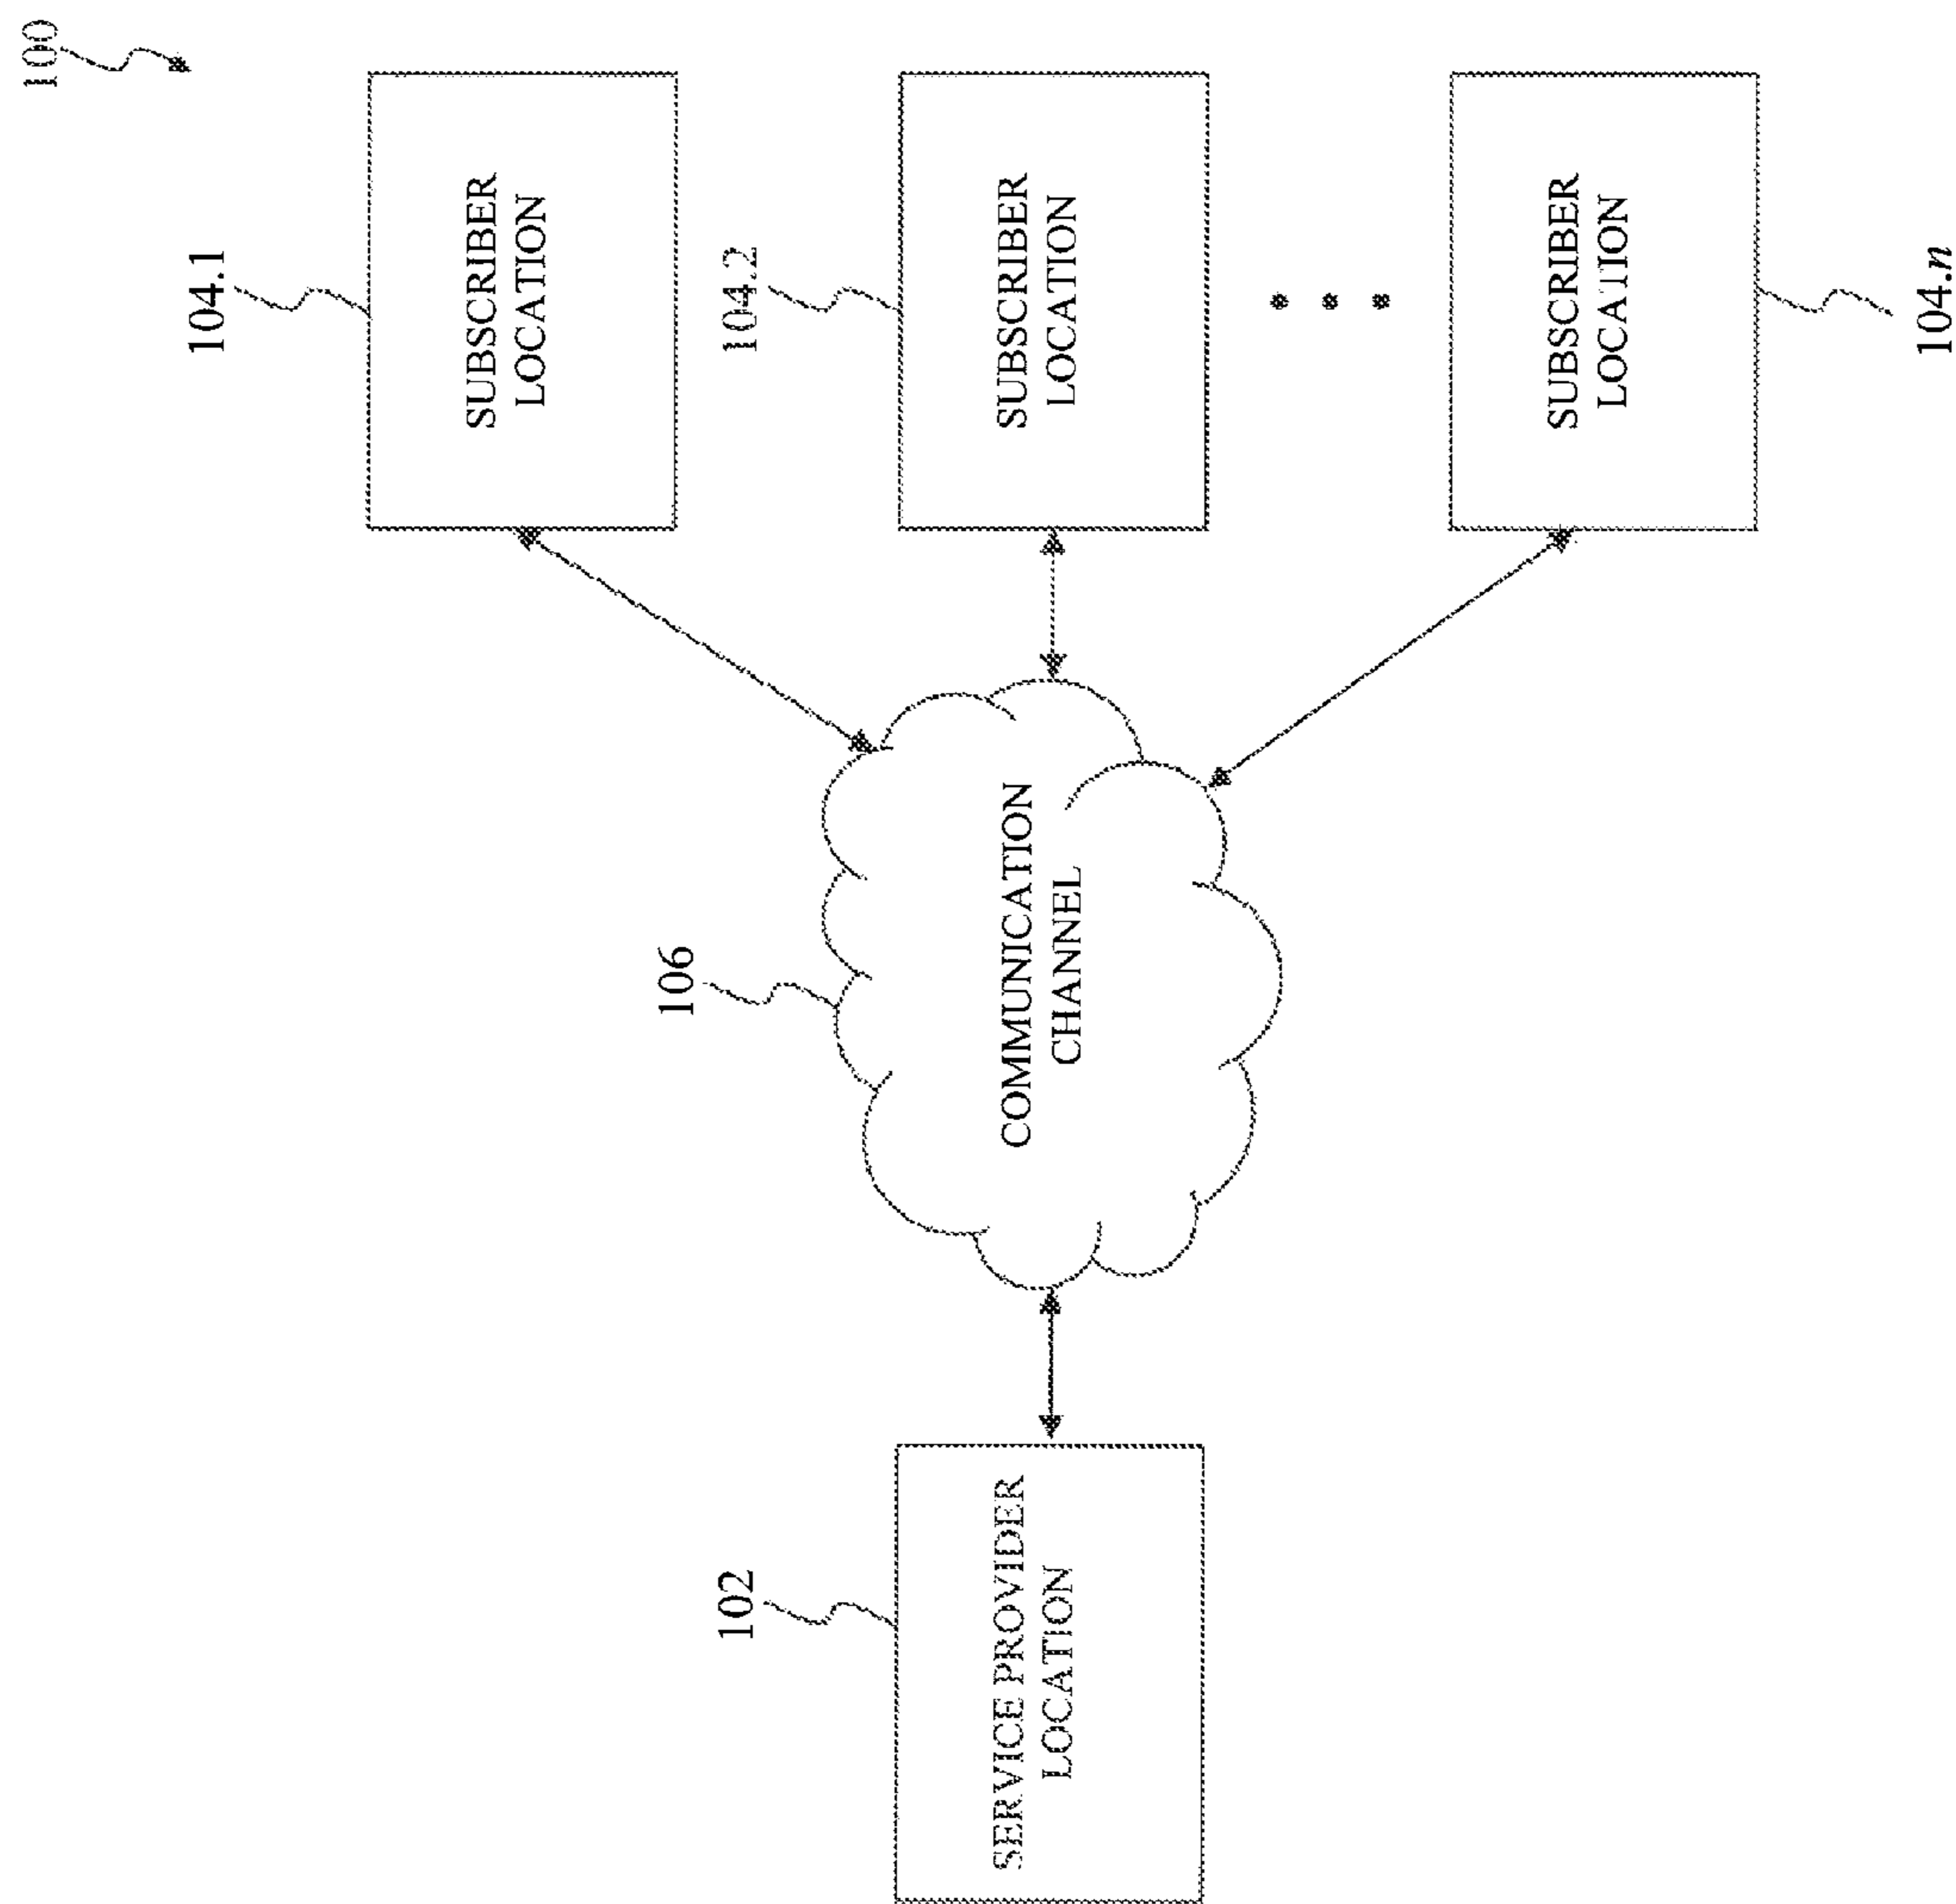 100
104.1
SUBSCRIBER
LOCATION
106
104.2
102
SERVICE PROVIDER
LOCATION
COMMUNICATION
CHANNEL
SUBSCRIBER
LOCATION
SUBSCRIBER
LOCATION
104.n